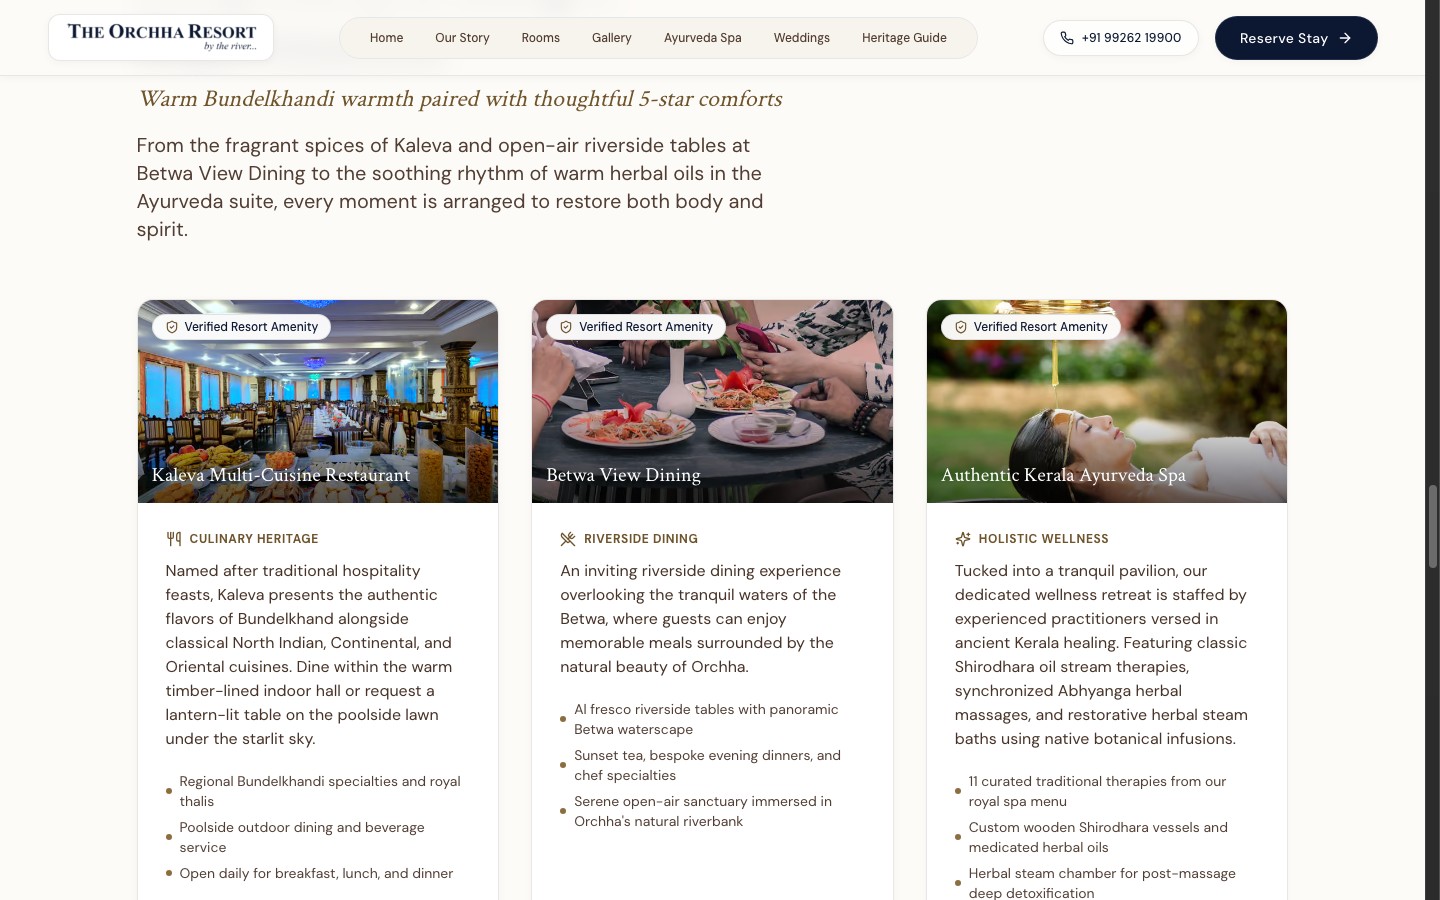 THE ORCHHA RESORT
by the river...
Home
Our Story
Rooms
Gallery
Ayurveda Spa
Weddings
Heritage Guide
+91 99262 19900
Reserve Stay
Warm Bundelkhandi warmth paired with thoughtful 5-star comforts
From the fragrant spices of Kaleva and open-air riverside tables at
Betwa View Dining to the soothing rhythm of warm herbal oils in the
Ayurveda suite, every moment is arranged to restore both body and
spirit.
Verified Resort Amenity
Kaleva Multi-Cuisine Restaurant
CULINARY HERITAGE
Named after traditional hospitality
feasts, Kaleva presents the authentic
flavors of Bundelkhand alongside
classical North Indian, Continental, and
Oriental cuisines. Dine within the warm
timber-lined indoor hall or request a
lantern-lit table on the poolside lawn
under the starlit sky.
Regional Bundelkhandi specialties and royal
thalis
Poolside outdoor dining and beverage
service
Open daily for breakfast, lunch, and dinner
Verified Resort Amenity
Betwa View Dining
RIVERSIDE DINING
An inviting riverside dining experience
overlooking the tranquil waters of the
Betwa, where guests can enjoy
memorable meals surrounded by the
natural beauty of Orchha.
Al fresco riverside tables with panoramic
Betwa waterscape
Sunset tea, bespoke evening dinners, and
chef specialties
Serene open-air sanctuary immersed in
Orchha's natural riverbank
Verified Resort Amenity
Authentic Kerala Ayurveda Spa
HOLISTIC WELLNESS
Tucked into a tranquil pavilion, our
dedicated wellness retreat is staffed by
experienced practitioners versed in
ancient Kerala healing. Featuring classic
Shirodhara oil stream therapies,
synchronized Abhyanga herbal
massages, and restorative herbal steam
baths using native botanical infusions.
11 curated traditional therapies from our
royal spa menu
Custom wooden Shirodhara vessels and
medicated herbal oils
Herbal steam chamber for post-massage
deep detoxification